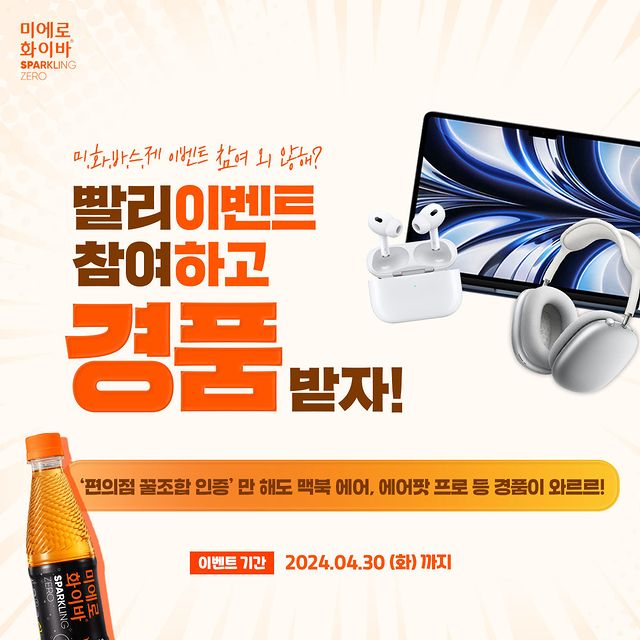 미에로
화이바®
SPARKLING
ZERO
미.화.바.수.제 이벤트 참여 외 않해?
빨리이벤트
참여하고
경품 받자!
'편의점 꿀조합 인증' 만 해도 맥북 에어, 에어팟 프로 등 경품이 와르르!
이벤트 기간 2024.04.30 (화) 까지
미에로
화이바
SPARKLING
ZERO